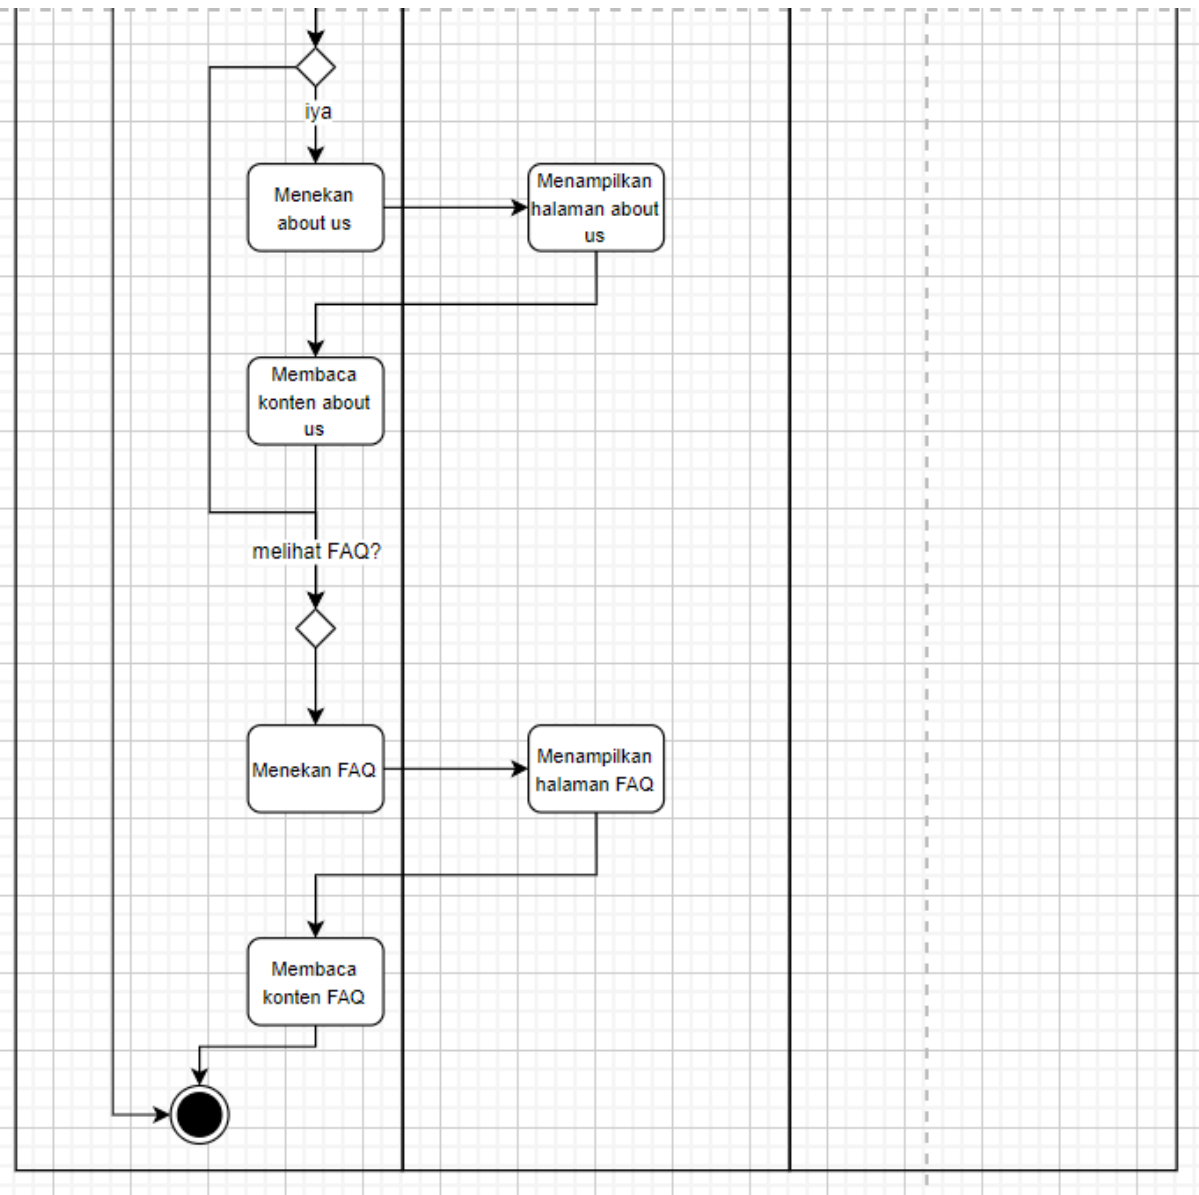 iya
Menekan
about us
Menampilkan
halaman about
us
Membaca
konten about
us
melihat FAQ?
Menekan FAQ
Menampilkan
halaman FAQ
Membaca
konten FAQ